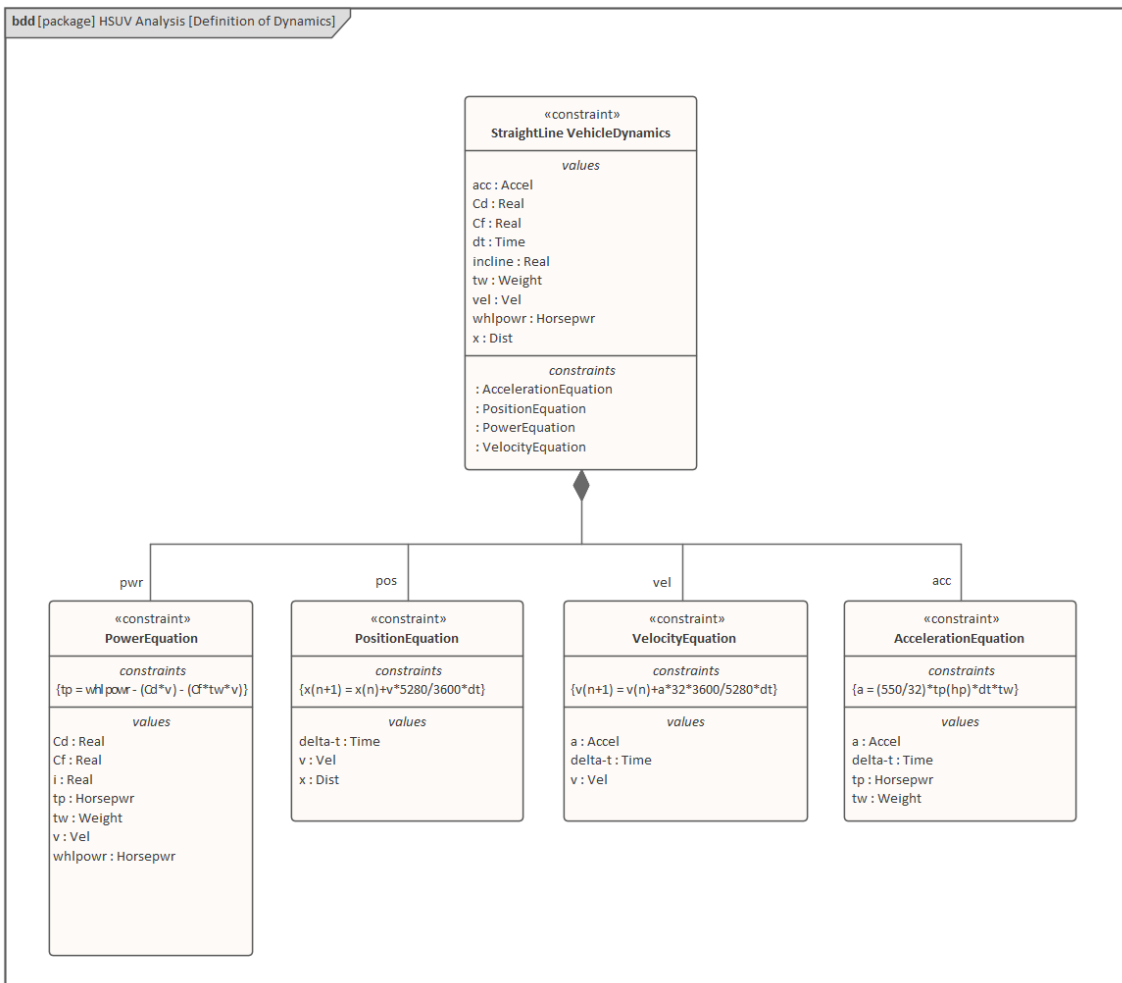 bdd [package] HSUV Analysis [Definition of Dynamics]
«constraint»
StraightLine VehicleDynamics
values
acc : Accel
Cd : Real
Cf : Real
dt : Time
incline : Real
tw : Weight
vel : Vel
whlpowr : Horsepwr
x : Dist
constraints
: AccelerationEquation
: PositionEquation
: PowerEquation
: VelocityEquation
pwr
pos
vel
acc
«constraint»
PowerEquation
constraints
{tp = whlpowr - (Cd*v) - (Cf*tw*v)}
values
Cd : Real
Cf : Real
i : Real
tp : Horsepwr
tw : Weight
v : Vel
whlpowr : Horsepwr
«constraint»
PositionEquation
constraints
{x(n+1) = x(n)+v*5280/3600*dt}
values
delta-t : Time
v : Vel
x : Dist
«constraint»
VelocityEquation
constraints
{v(n+1) = v(n)+a*32*3600/5280*dt}
values
a : Accel
delta-t : Time
v : Vel
«constraint»
AccelerationEquation
constraints
{a = (550/32)*tp(hp)*dt*tw}
values
a : Accel
delta-t : Time
tp : Horsepwr
tw : Weight